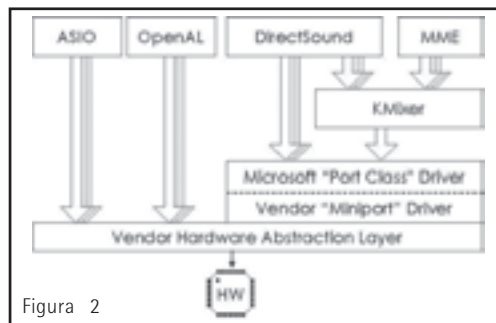 ASIO OpenAL DirectSound MME
KMixer
Microsoft "Port Class" Driver
Vendor "Miniport" Driver
Vendor Hardware Abstraction Layer
HW
Figura 2